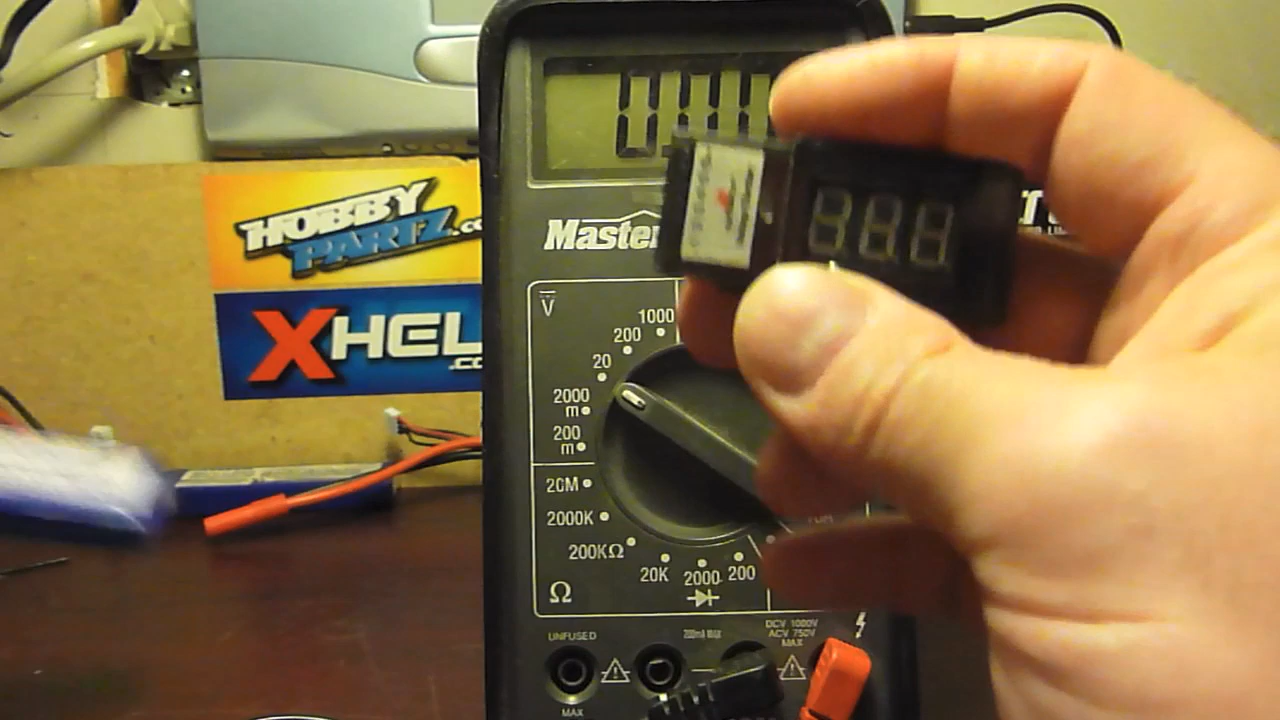 HOBBY
PARTZ.c
XHEL
.co
Master
V
1000
200
20
2000
m
200
m
20M
2000K
200KΩ
20K
2000
200
Ω
UNFUSED
200mA MAX
DCV 1000V
ACV 750V
MAX
MAX